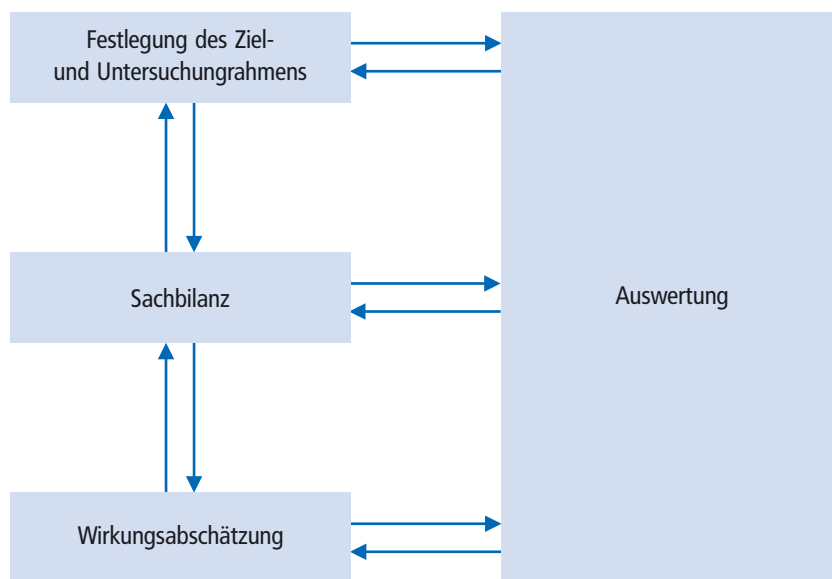 Festlegung des Ziel-
und Untersuchungrahmens
Sachbilanz
Auswertung
Wirkungsabschätzung